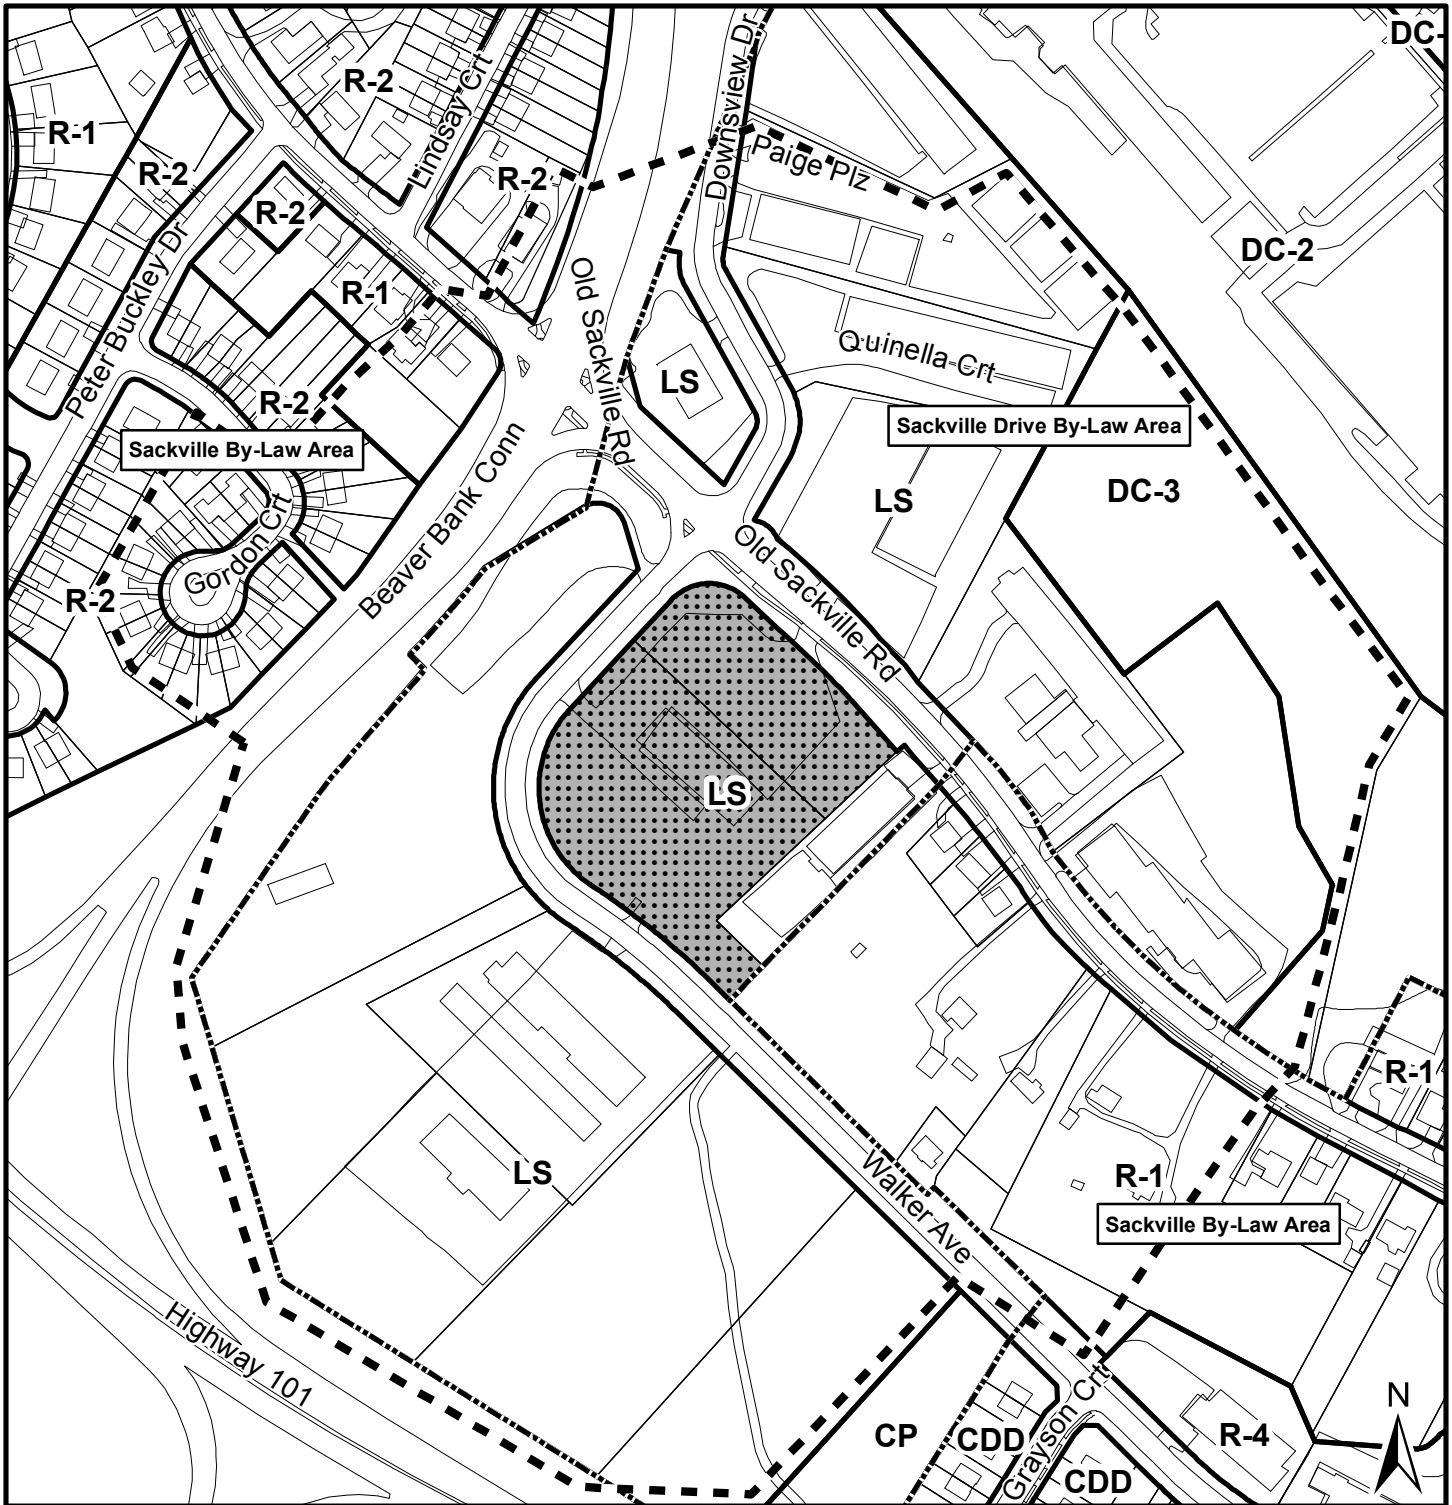 DC-
R-2
Lindsay Crt
Downsview Dr
R-1
R-2
Paige Plz
R-2
R-2
DC-2
Peter Buckley Dr
R-1
Old Sackville Rd
Quinella Crt
LS
R-2
Sackville Drive By-Law Area
Sackville By-Law Area
Beaver Bank Conn
DC-3
LS
Gordon Crt
Old Sackville Rd
R-2
LS
R-1
LS
Walker Ave
R-1
Sackville By-Law Area
Highway 101
N
Grayson Crt
CP
CDD
R-4
CDD